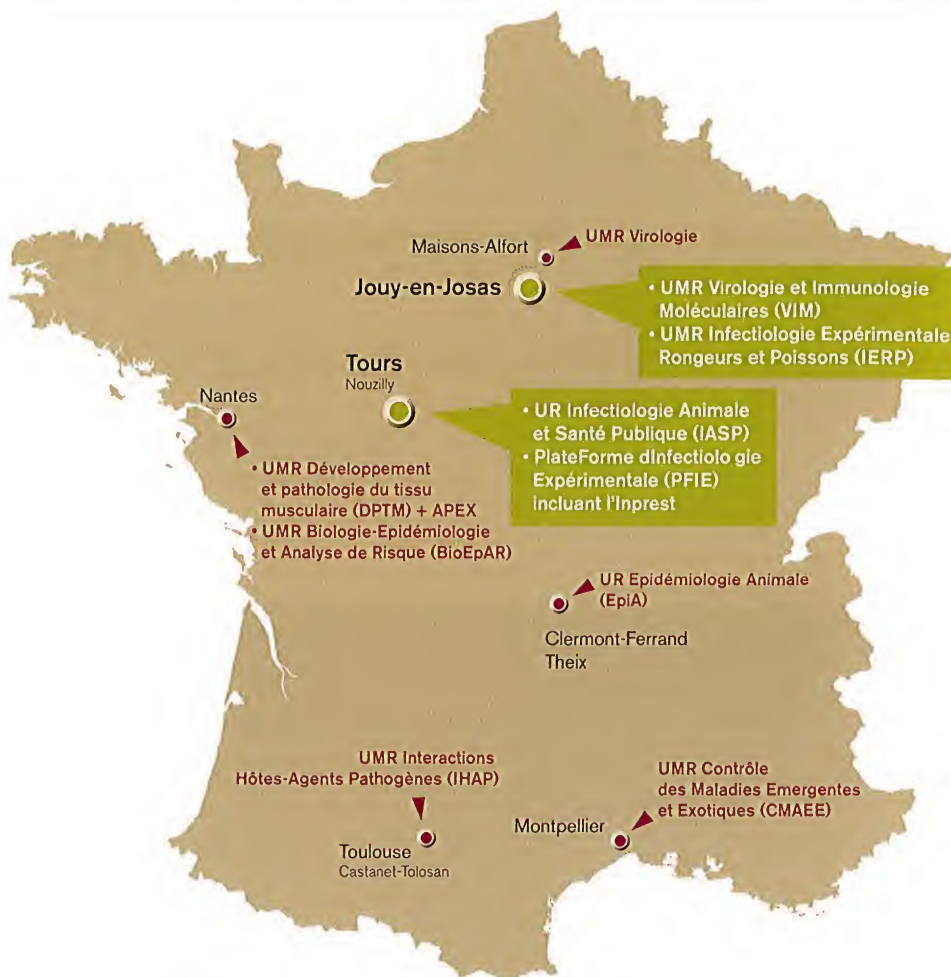 Maisons-Alfort
UMR Virologie
Jouy-en-Josas
• UMR Virologie et Immunologie
Moléculaires (VIM)
• UMR Infectiologie Expérimentale
Rongeurs et Poissons (IERP)
Tours
Nouzilly
• UR Infectiologie Animale
et Santé Publique (IASP)
• PlateForme dInfectiolo gie
Expérimentale (PFIE)
incluant l'Inprest
Nantes
• UMR Développement
et pathologie du tissu
musculaire (DPTM) + APEX
• UMR Biologie-Epidémiologie
et Analyse de Risque (BioEpAR)
UR Epidémiologie Animale
(EpiA)
Clermont-Ferrand
Theix
UMR Interactions
Hôtes-Agents Pathogènes (IHAP)
Toulouse
Castanet-Tolosan
UMR Contrôle
des Maladies Emergentes
et Exotiques (CMAEE)
Montpellier